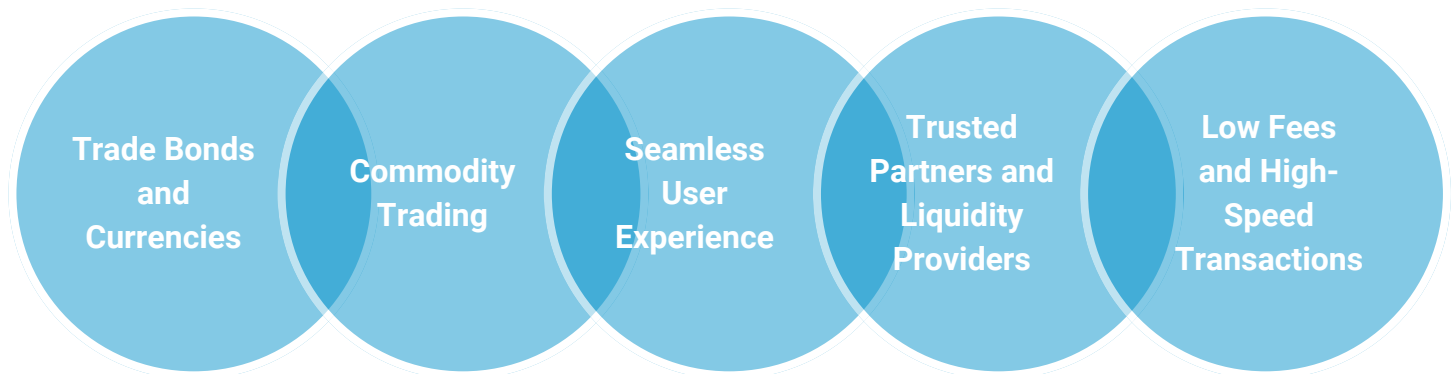 Trade Bonds
and
Currencies
Commodity
Trading
Seamless
User
Experience
Trusted
Partners and
Liquidity
Providers
Low Fees
and High-
Speed
Transactions